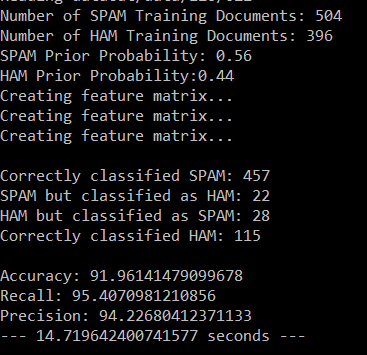 Number of SPAM Training Documents: 504
Number of HAM Training Documents: 396
SPAM Prior Probability: 0.56
HAM Prior Probability:0.44
Creating feature matrix...
Creating feature matrix...
Creating feature matrix...
Correctly classified SPAM: 457
SPAM but classified as HAM: 22
HAM but classified as SPAM: 28
Correctly classified HAM: 115
Accuracy: 91.96141479099678
Recall: 95.4070981210856
Precision: 94.22680412371133
--- 14.719642400741577 seconds ---